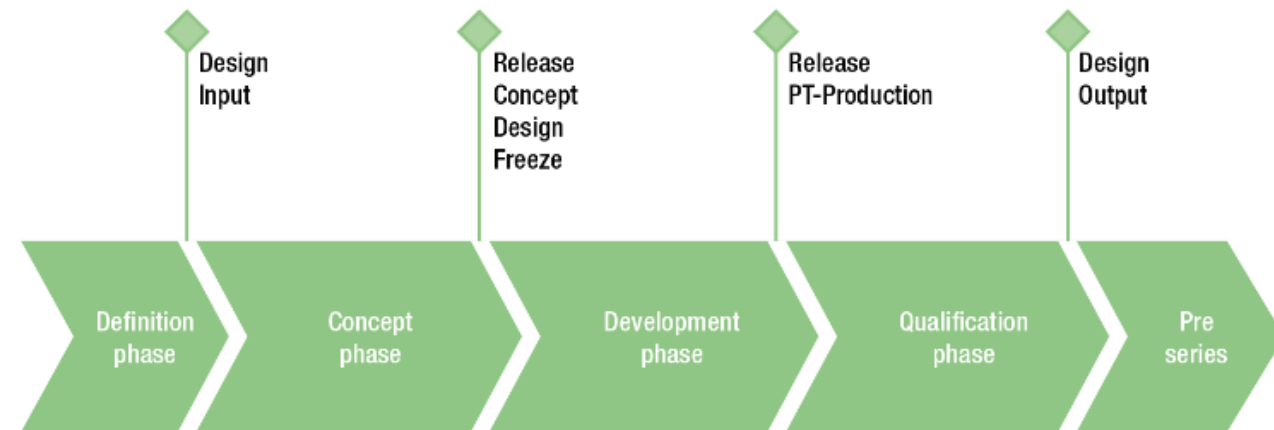 Design
Input
Release
Concept
Design
Freeze
Release
PT-Production
Design
Output
Definition
phase
Concept
phase
Development
phase
Qualification
phase
Pre
series